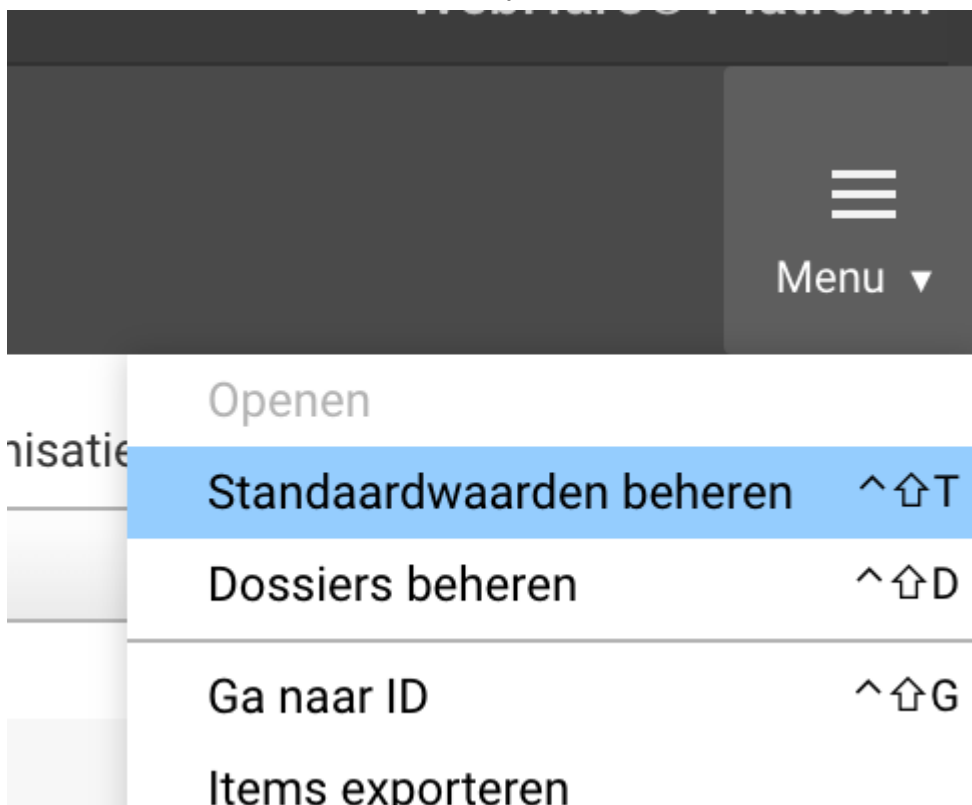 Menu ▼
Openen
Standaardwaarden beheren ^⇧T
Dossiers beheren ^⇧D
Ga naar ID ^⇧G
Items exporteren